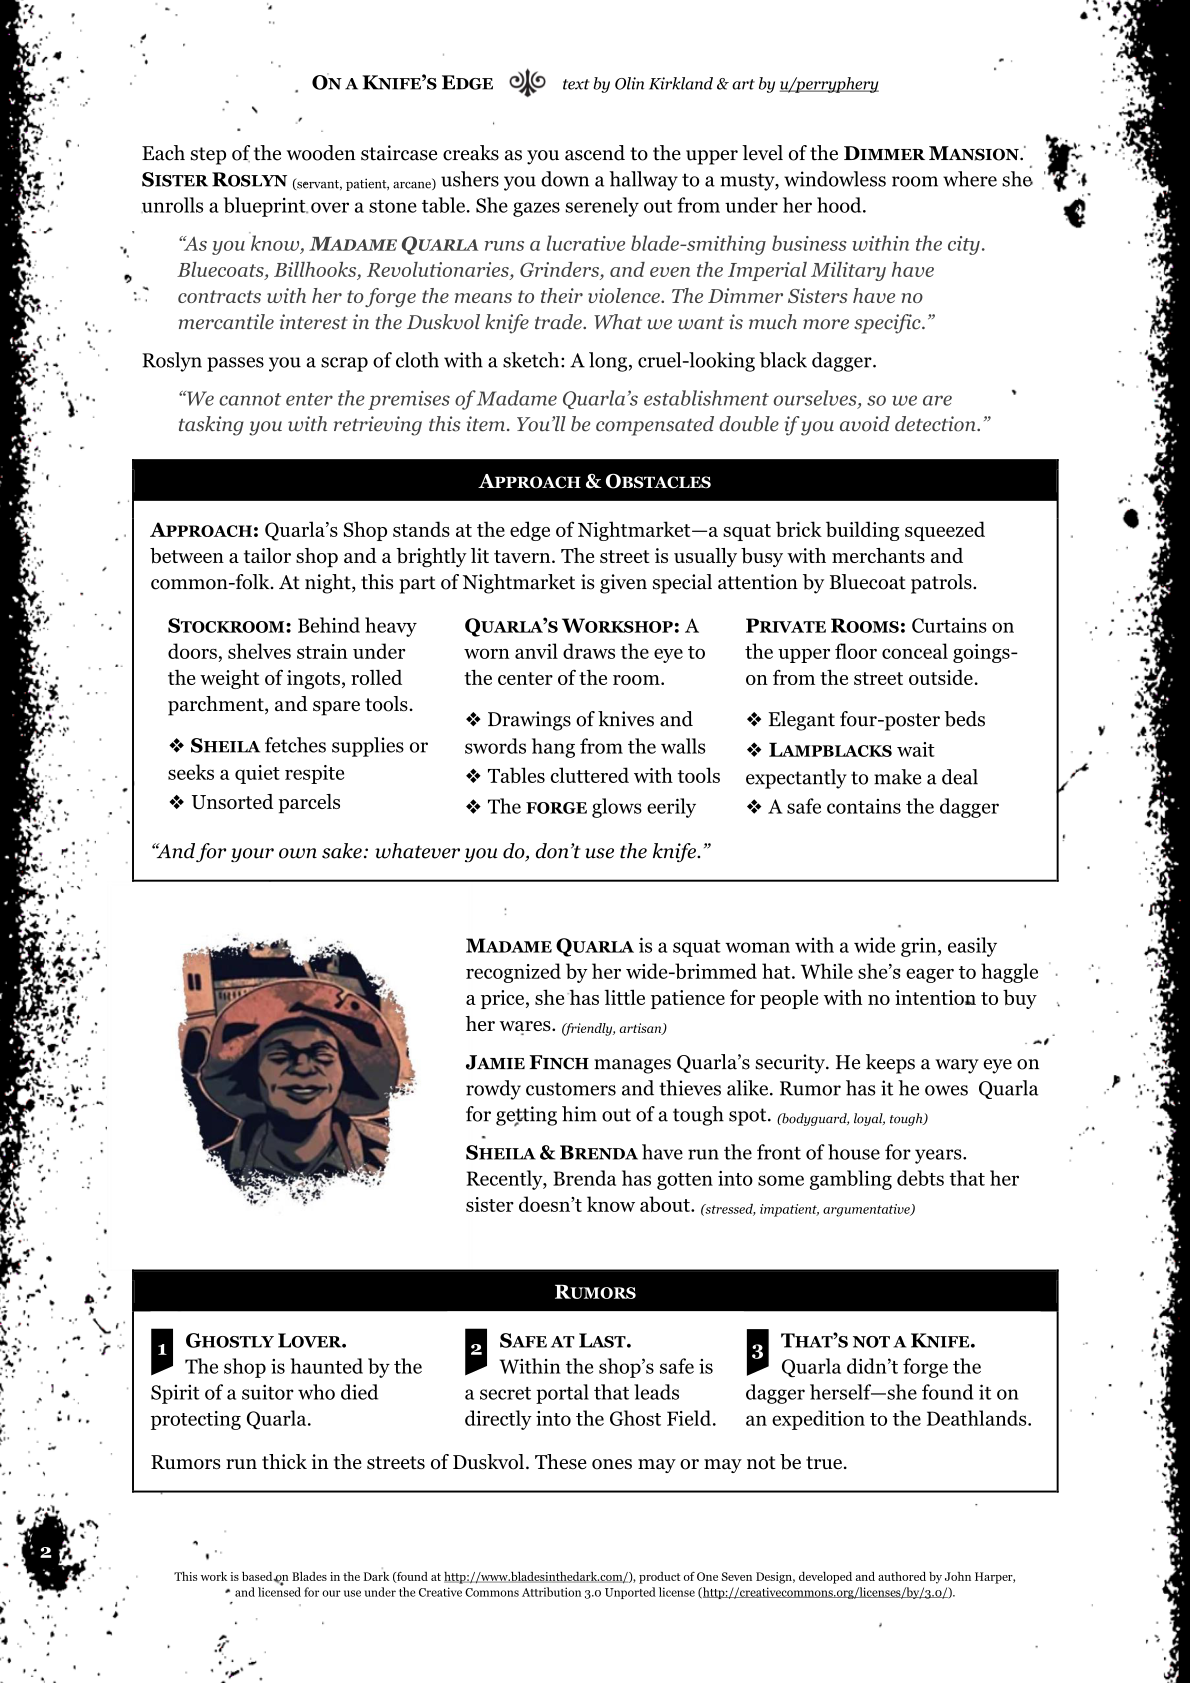 ON A KNIFE'S EDGE text by Olin Kirkland & art by u/perryphery
Each step of the wooden staircase creaks as you ascend to the upper level of the DIMMER MANSION.
SISTER ROSLYN (servant, patient, arcane) ushers you down a hallway to a musty, windowless room where she
unrolls a blueprint over a stone table. She gazes serenely out from under her hood.
“As you know, MADAME QUARLA runs a lucrative blade-smithing business within the city.
Bluecoats, Billhooks, Revolutionaries, Grinders, and even the Imperial Military have
contracts with her to forge the means to their violence. The Dimmer Sisters have no
mercantile interest in the Duskvol knife trade. What we want is much more specific.”
Roslyn passes you a scrap of cloth with a sketch: A long, cruel-looking black dagger.
“We cannot enter the premises of Madame Quarla’s establishment ourselves, so we are
tasking you with retrieving this item. You’ll be compensated double if you avoid detection.”
APPROACH & OBSTACLES
APPROACH: Quarla’s Shop stands at the edge of Nightmarket—a squat brick building squeezed
between a tailor shop and a brightly lit tavern. The street is usually busy with merchants and
common-folk. At night, this part of Nightmarket is given special attention by Bluecoat patrols.
STOCKROOM: Behind heavy
doors, shelves strain under
the weight of ingots, rolled
parchment, and spare tools.
❖ SHEILA fetches supplies or
seeks a quiet respite
❖ Unsorted parcels
QUARLA’S WORKSHOP: A
worn anvil draws the eye to
the center of the room.
❖ Drawings of knives and
swords hang from the walls
❖ Tables cluttered with tools
❖ The FORGE glows eerily
PRIVATE ROOMS: Curtains on
the upper floor conceal goings-
on from the street outside.
❖ Elegant four-poster beds
❖ LAMPBLACKS wait
expectantly to make a deal
❖ A safe contains the dagger
“And for your own sake: whatever you do, don’t use the knife.”
MADAME QUARLA is a squat woman with a wide grin, easily
recognized by her wide-brimmed hat. While she’s eager to haggle
a price, she has little patience for people with no intention to buy
her wares. (friendly, artisan)
JAMIE FINCH manages Quarla’s security. He keeps a wary eye on
rowdy customers and thieves alike. Rumor has it he owes Quarla
for getting him out of a tough spot. (bodyguard, loyal, tough)
SHEILA & BRENDA have run the front of house for years.
Recently, Brenda has gotten into some gambling debts that her
sister doesn’t know about. (stressed, impatient, argumentative)
RUMORS
1 GHOSTLY LOVER.
The shop is haunted by the
Spirit of a suitor who died
protecting Quarla.
2 SAFE AT LAST.
Within the shop’s safe is
a secret portal that leads
directly into the Ghost Field.
3 THAT’S NOT A KNIFE.
Quarla didn’t forge the
dagger herself—she found it on
an expedition to the Deathlands.
Rumors run thick in the streets of Duskvol. These ones may or may not be true.
2
This work is based on Blades in the Dark (found at http://www.bladesinthedark.com/), product of One Seven Design, developed and authored by John Harper,
and licensed for our use under the Creative Commons Attribution 3.0 Unported license (http://creativecommons.org/licenses/by/3.0/).